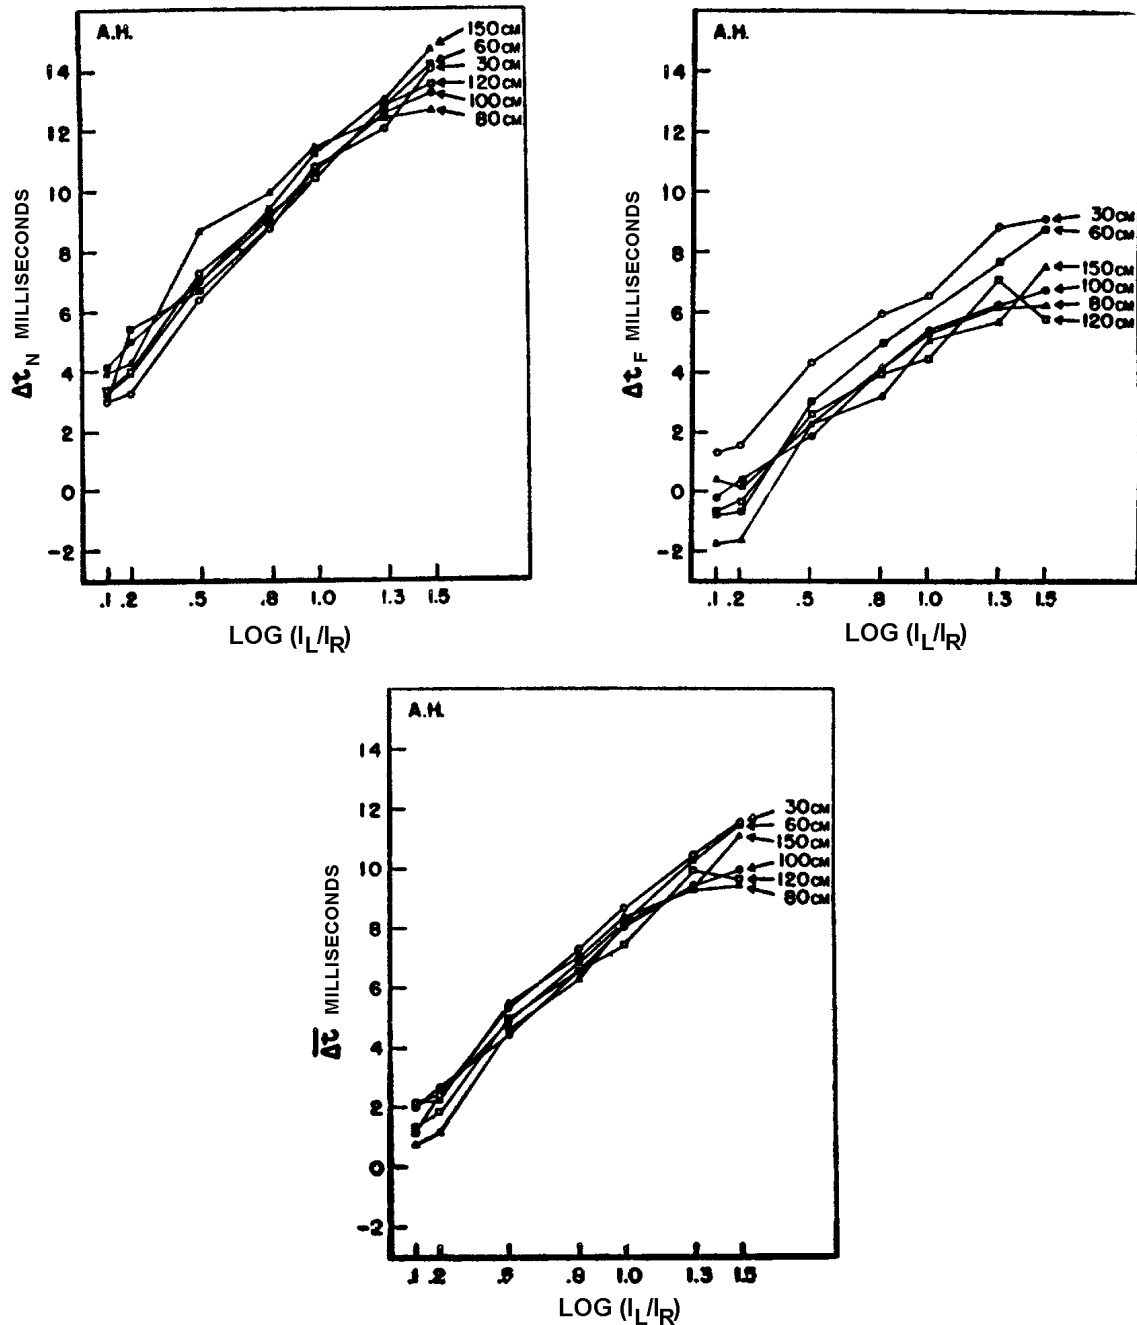 A.H.
14
12
10
8
6
4
2
0
-2
Δt_N MILLISECONDS
150 CM
60 CM
30 CM
120 CM
100 CM
80 CM
.1 .2 .5 .8 1.0 1.3 1.5
LOG (I_L/I_R)
A.H.
14
12
10
8
6
4
2
0
-2
Δt_F MILLISECONDS
30 CM
60 CM
150 CM
100 CM
80 CM
120 CM
.1 .2 .5 .8 1.0 1.3 1.5
LOG (I_L/I_R)
A.H.
14
12
10
8
6
4
2
0
-2
Δt̅ MILLISECONDS
30 CM
60 CM
150 CM
100 CM
120 CM
80 CM
.1 .2 .5 .8 1.0 1.3 1.5
LOG (I_L/I_R)